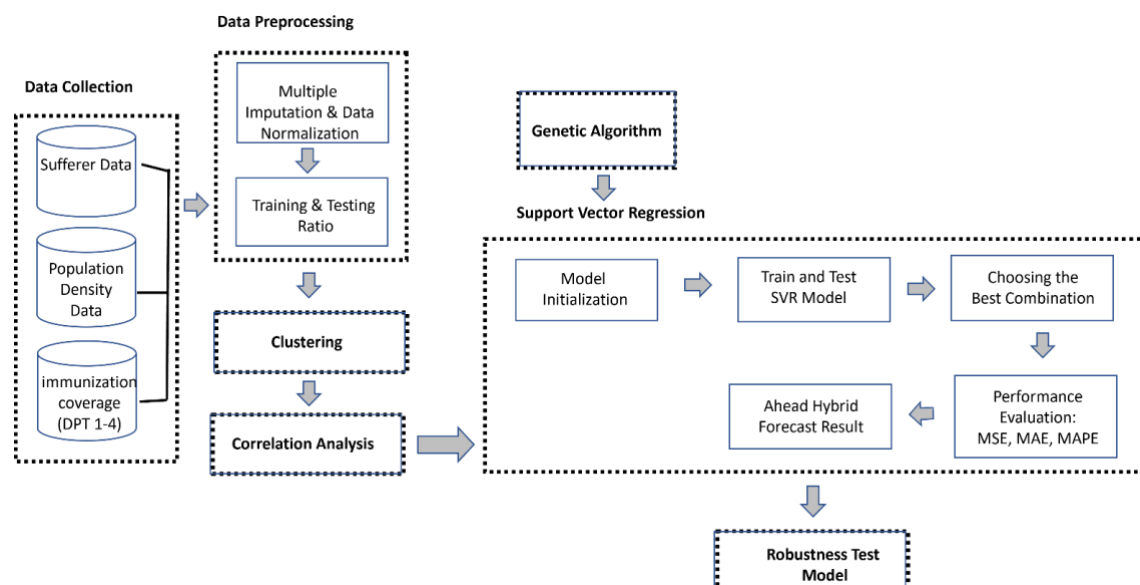 Data Collection
Sufferer Data
Population
Density
Data
immunization
coverage
(DPT 1-4)
Data Preprocessing
Multiple
Imputation & Data
Normalization
Training & Testing
Ratio
Clustering
Correlation Analysis
Genetic Algorithm
Support Vector Regression
Model
Initialization
Train and Test
SVR Model
Choosing the
Best Combination
Performance
Evaluation:
MSE, MAE, MAPE
Ahead Hybrid
Forecast Result
Robustness Test
Model